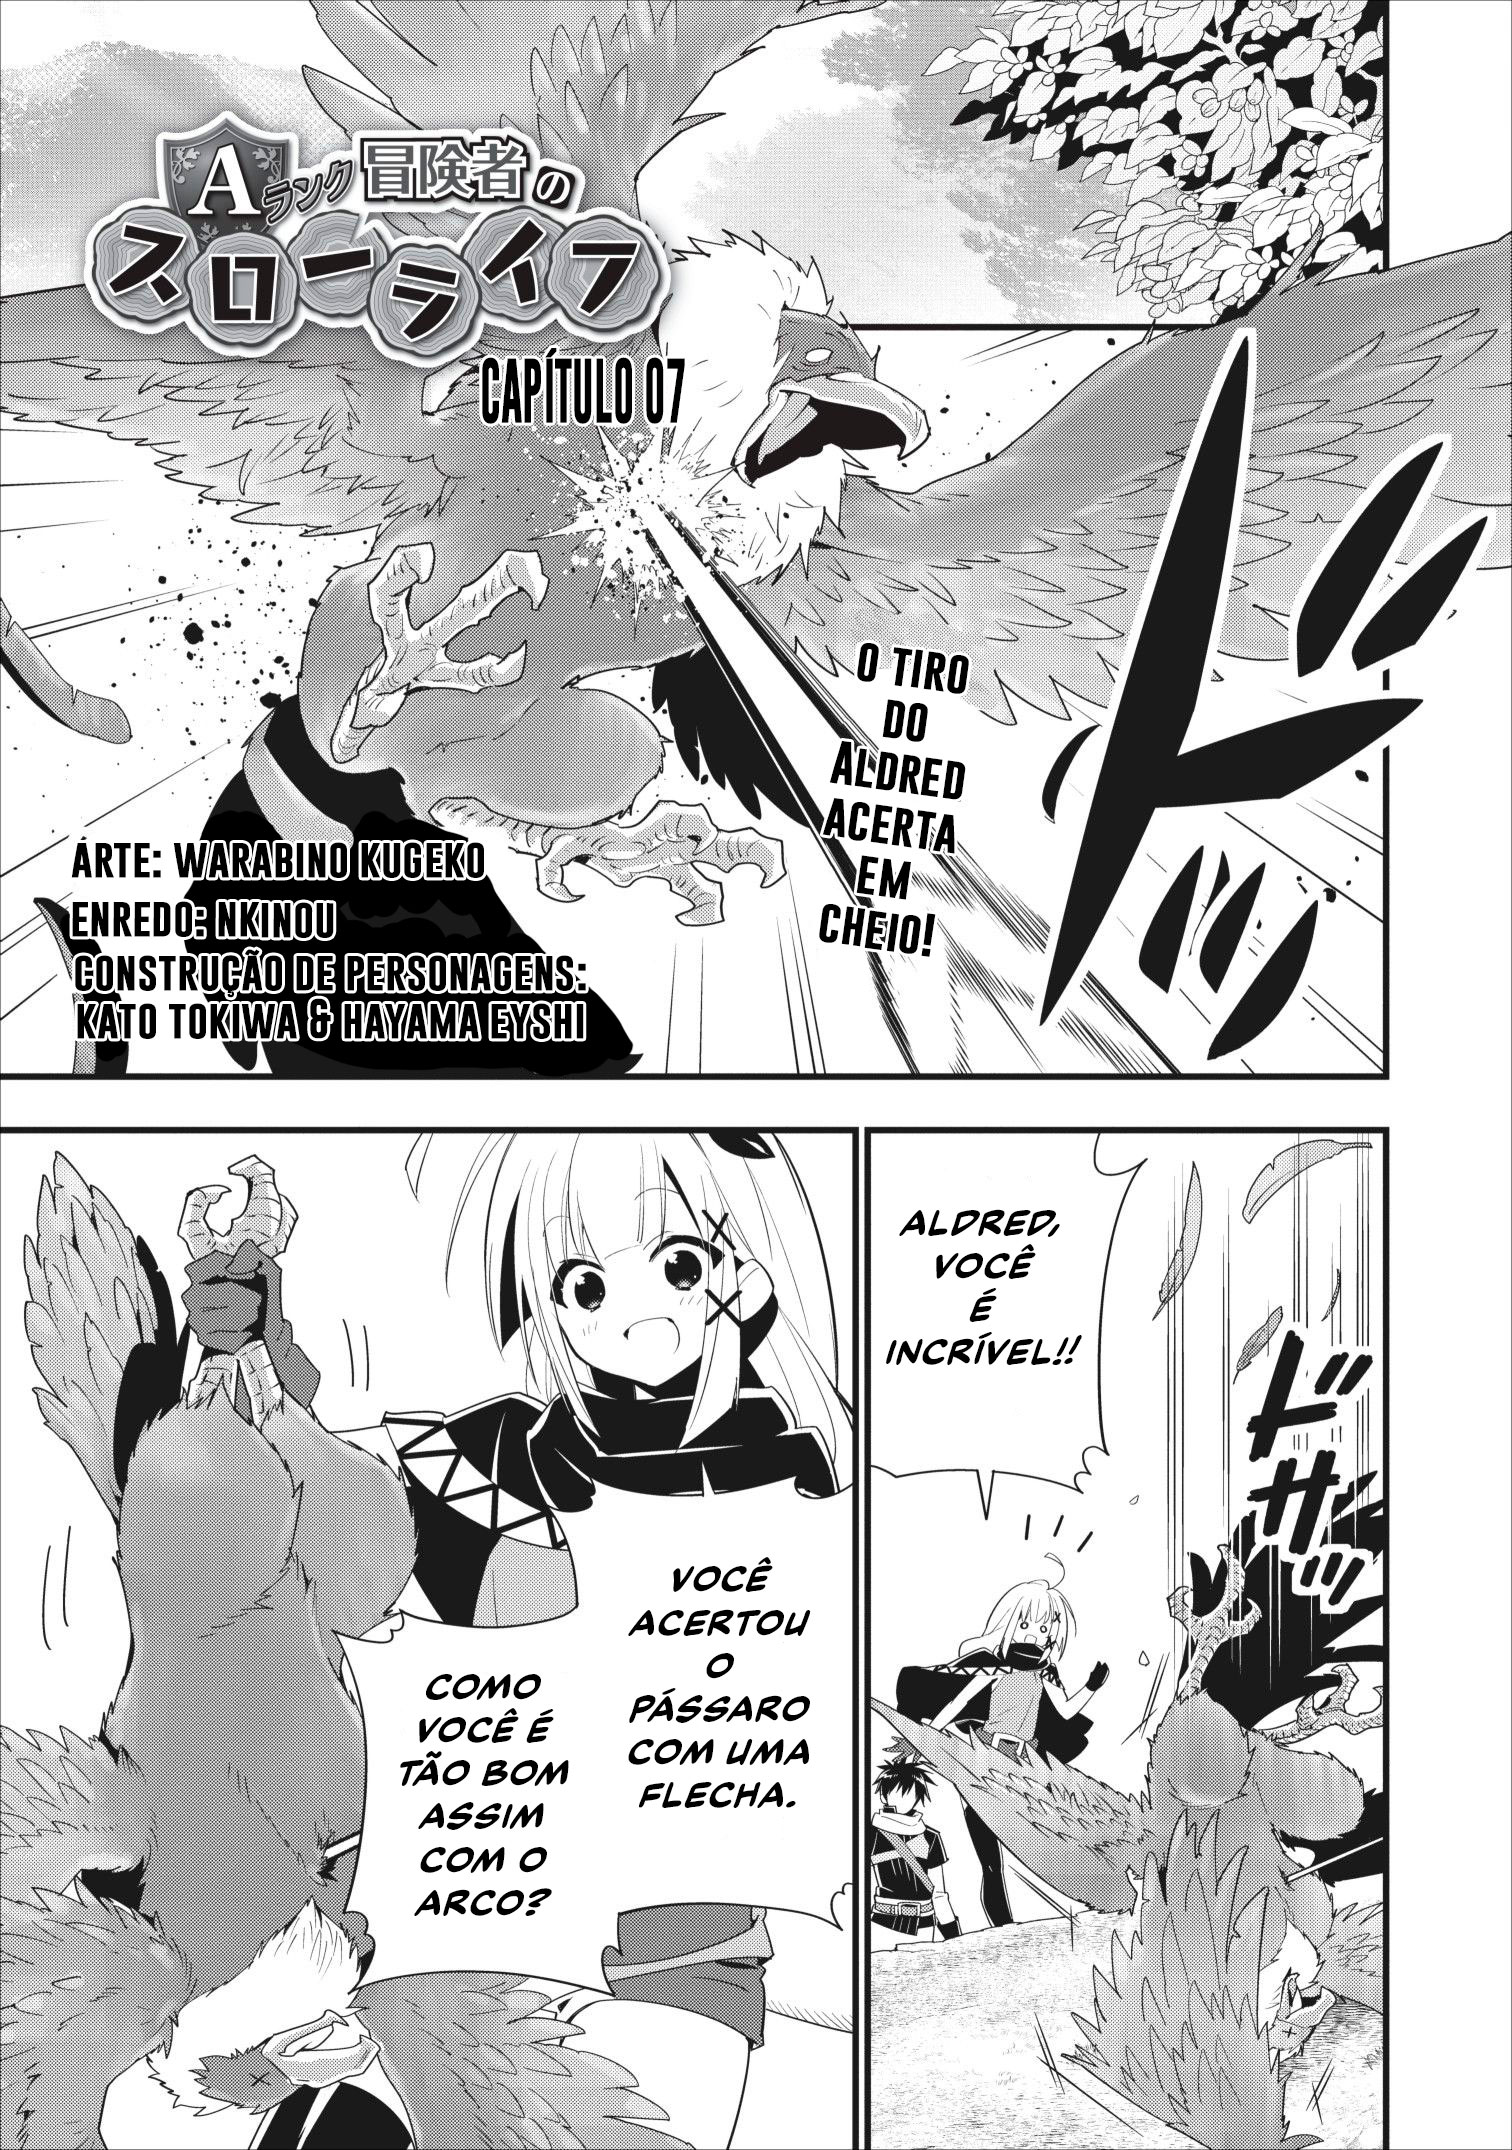 Aランク冒険者の
スローライフ
CAPÍTULO 07
ドドッ
O TIRO
DO
ALDRED
ACERTA
EM
CHEIO!
ÁRTE: WARABINO KUGEKO
ENREDO: NKINOU
CONSTRUÇÃO DE PERSONAGENS:
KATO TOKIWA & HAYAMA EYSHI
ALDRED,
VOCÊ
É
INCRÍVEL!!
ドサッ
VOCÊ
ACERTOU
O
PÁSSARO
COM UMA
FLECHA.
COMO
VOCÊ É
TÃO BOM
ASSIM
COM O
ARCO?